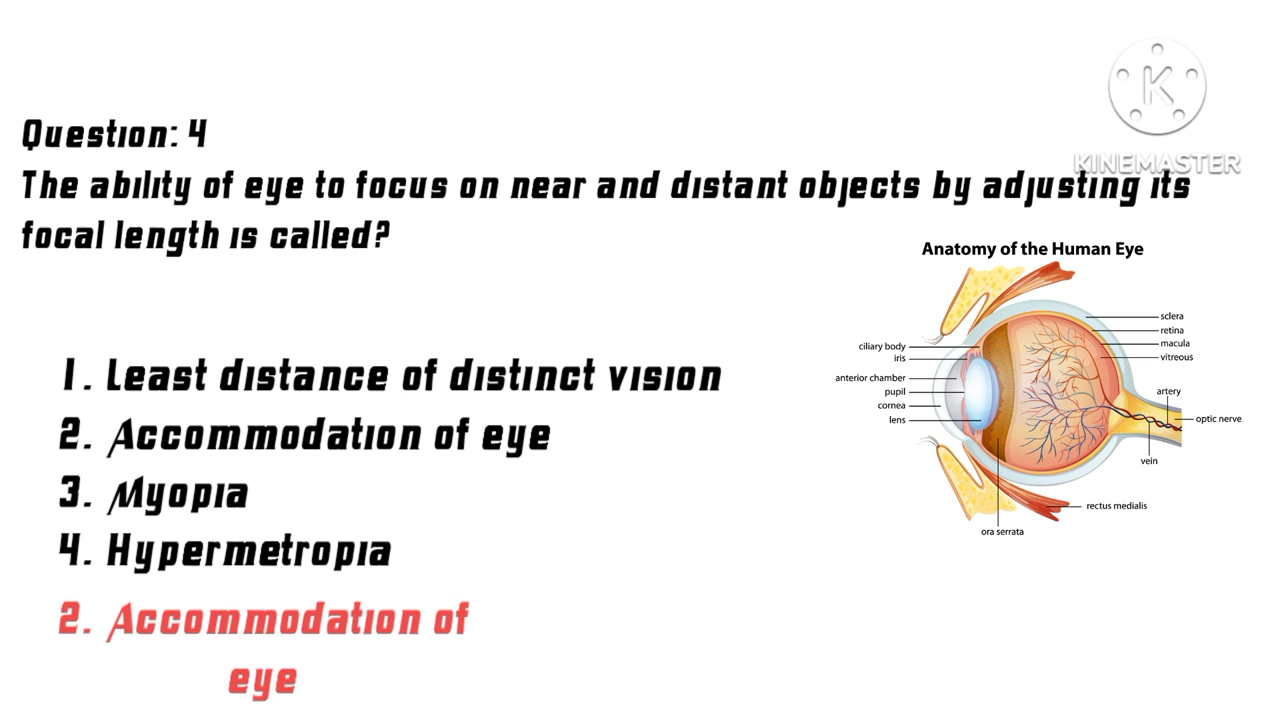 K
KINEMASTER
Question: 4
The ability of eye to focus on near and distant objects by adjusting its
focal length is called?
1. Least distance of distinct vision
2. Accommodation of eye
3. Myopia
4. Hypermetropia
2. Accommodation of
eye
Anatomy of the Human Eye
sclera
retina
macula
vitreous
artery
optic nerve
vein
rectus medialis
ora serrata
ciliary body
iris
anterior chamber
pupil
cornea
lens